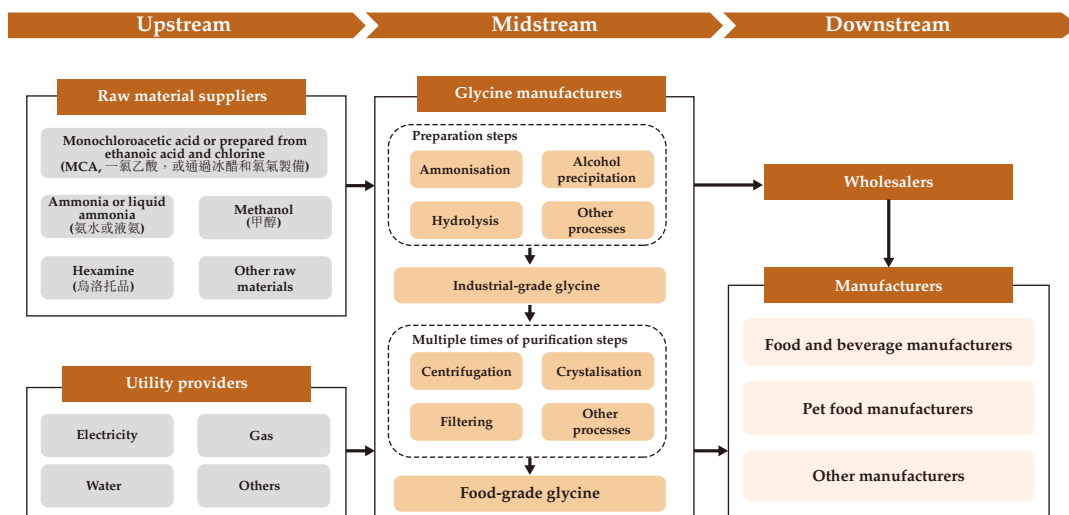 Upstream
Midstream
Downstream
Raw material suppliers
Monochloroacetic acid or prepared from
ethanoic acid and chlorine
(MCA, 一氯乙酸，或通過冰醋和氯氣製備)
Ammonia or liquid
ammonia
(氨水或液氨)
Methanol
(甲醇)
Hexamine
(烏洛托品)
Other raw
materials
Utility providers
Electricity
Gas
Water
Others
Glycine manufacturers
Preparation steps
Ammonisation
Alcohol
precipitation
Hydrolysis
Other
processes
Industrial-grade glycine
Multiple times of purification steps
Centrifugation
Crystalisation
Filtering
Other
processes
Food-grade glycine
Wholesalers
Manufacturers
Food and beverage manufacturers
Pet food manufacturers
Other manufacturers